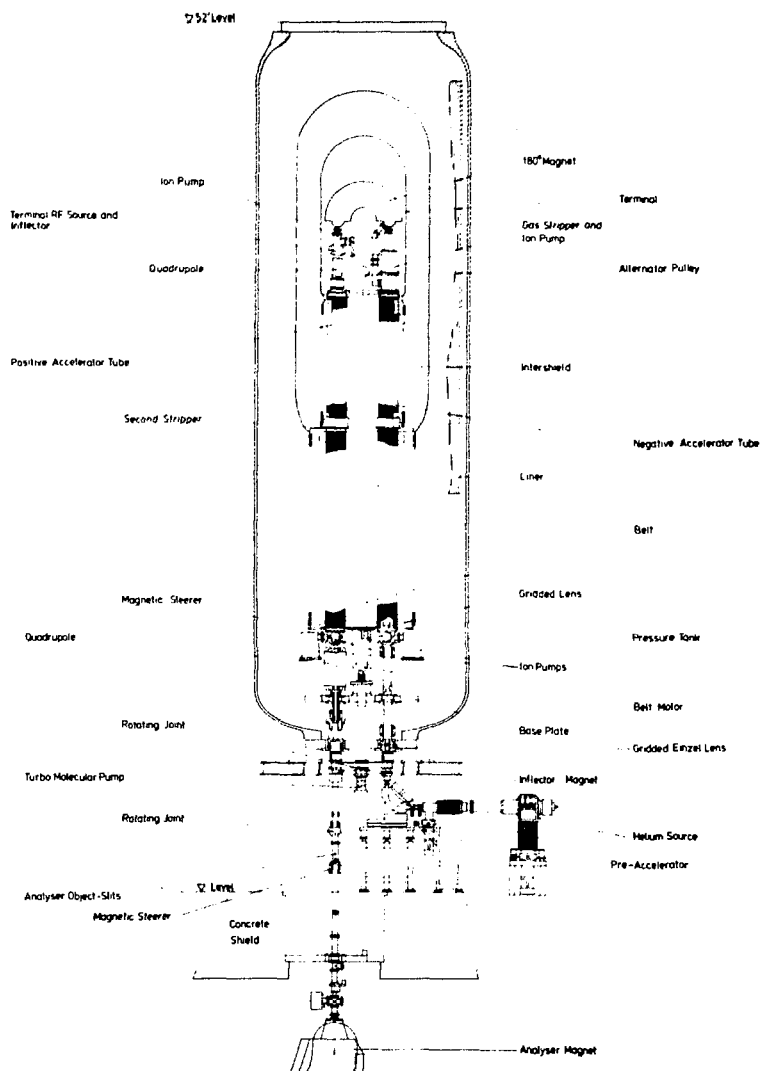 ▽ 52' Level
180° Magnet
Ion Pump
Terminal
Terminal RF Source and
Inflector
Gas Stripper and
Ion Pump
Quadrupole
Alternator Pulley
Positive Accelerator Tube
Intershield
Second Stripper
Negative Accelerator Tube
Liner
Belt
Magnetic Steerer
Gridded Lens
Quadrupole
Pressure Tank
Ion Pumps
Belt Motor
Rotating Joint
Base Plate
Gridded Einzel Lens
Turbo Molecular Pump
Inflector Magnet
Rotating Joint
Helium Source
Pre-Accelerator
▽ Level
Analyser Object-Slits
Magnetic Steerer
Concrete
Shield
Analyser Magnet